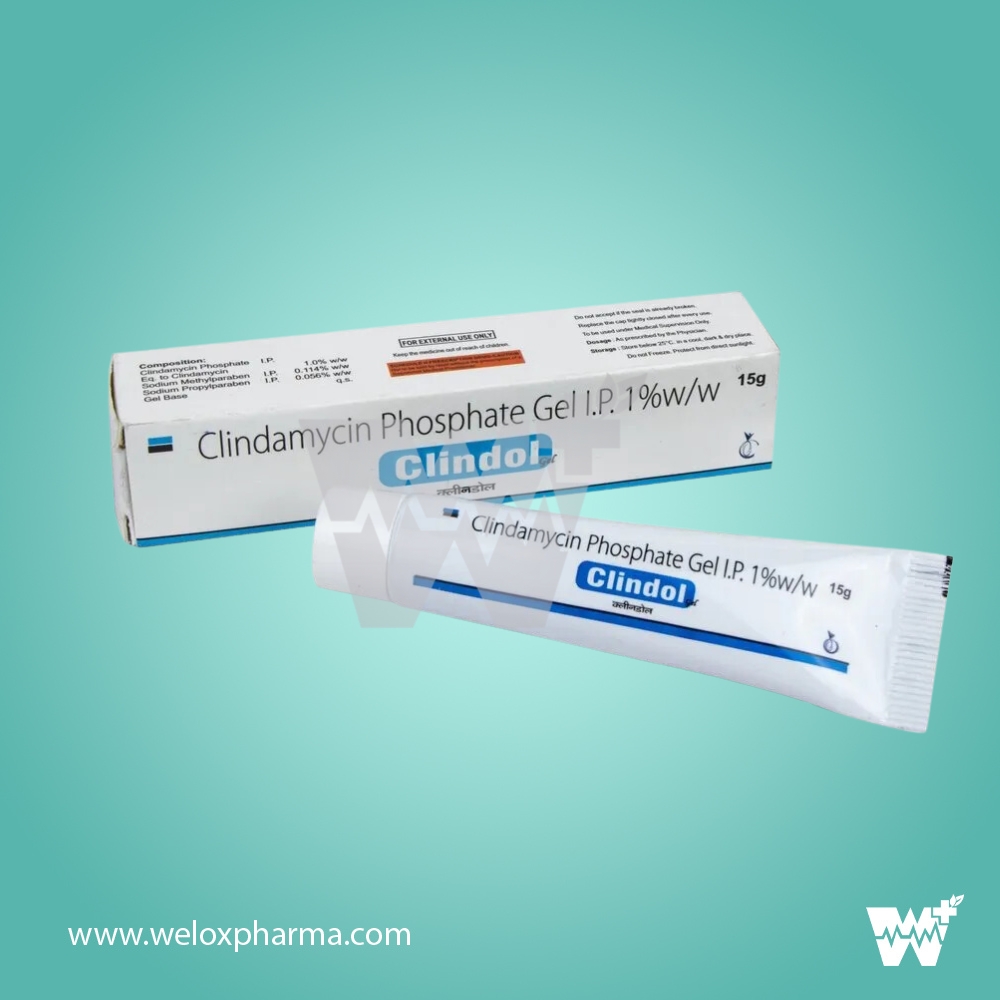 Composition:
Clindamycin Phosphate I.P.
Eq. to Clindamycin 1.0% w/w
Sodium Methylparaben I.P. 0.114% w/w
Sodium Propylparaben I.P. 0.056% w/w
Gel Base q.s.
FOR EXTERNAL USE ONLY
Keep the medicine out of reach of children.
Do not accept if the seal is already broken.
Replace the cap tightly closed after every use.
To be used under Medical Supervision Only.
Dosage : As prescribed by the Physician.
Storage : Store below 25°C. in a cool, dark & dry place.
Do not Freeze. Protect from direct sunlight.
Clindamycin Phosphate Gel I.P. 1%w/w 15g
Clindol
क्लीनडोल
Clindamycin Phosphate Gel I.P. 1%w/w 15g
Clindol
क्लीनडोल
www.weloxpharma.com
W+